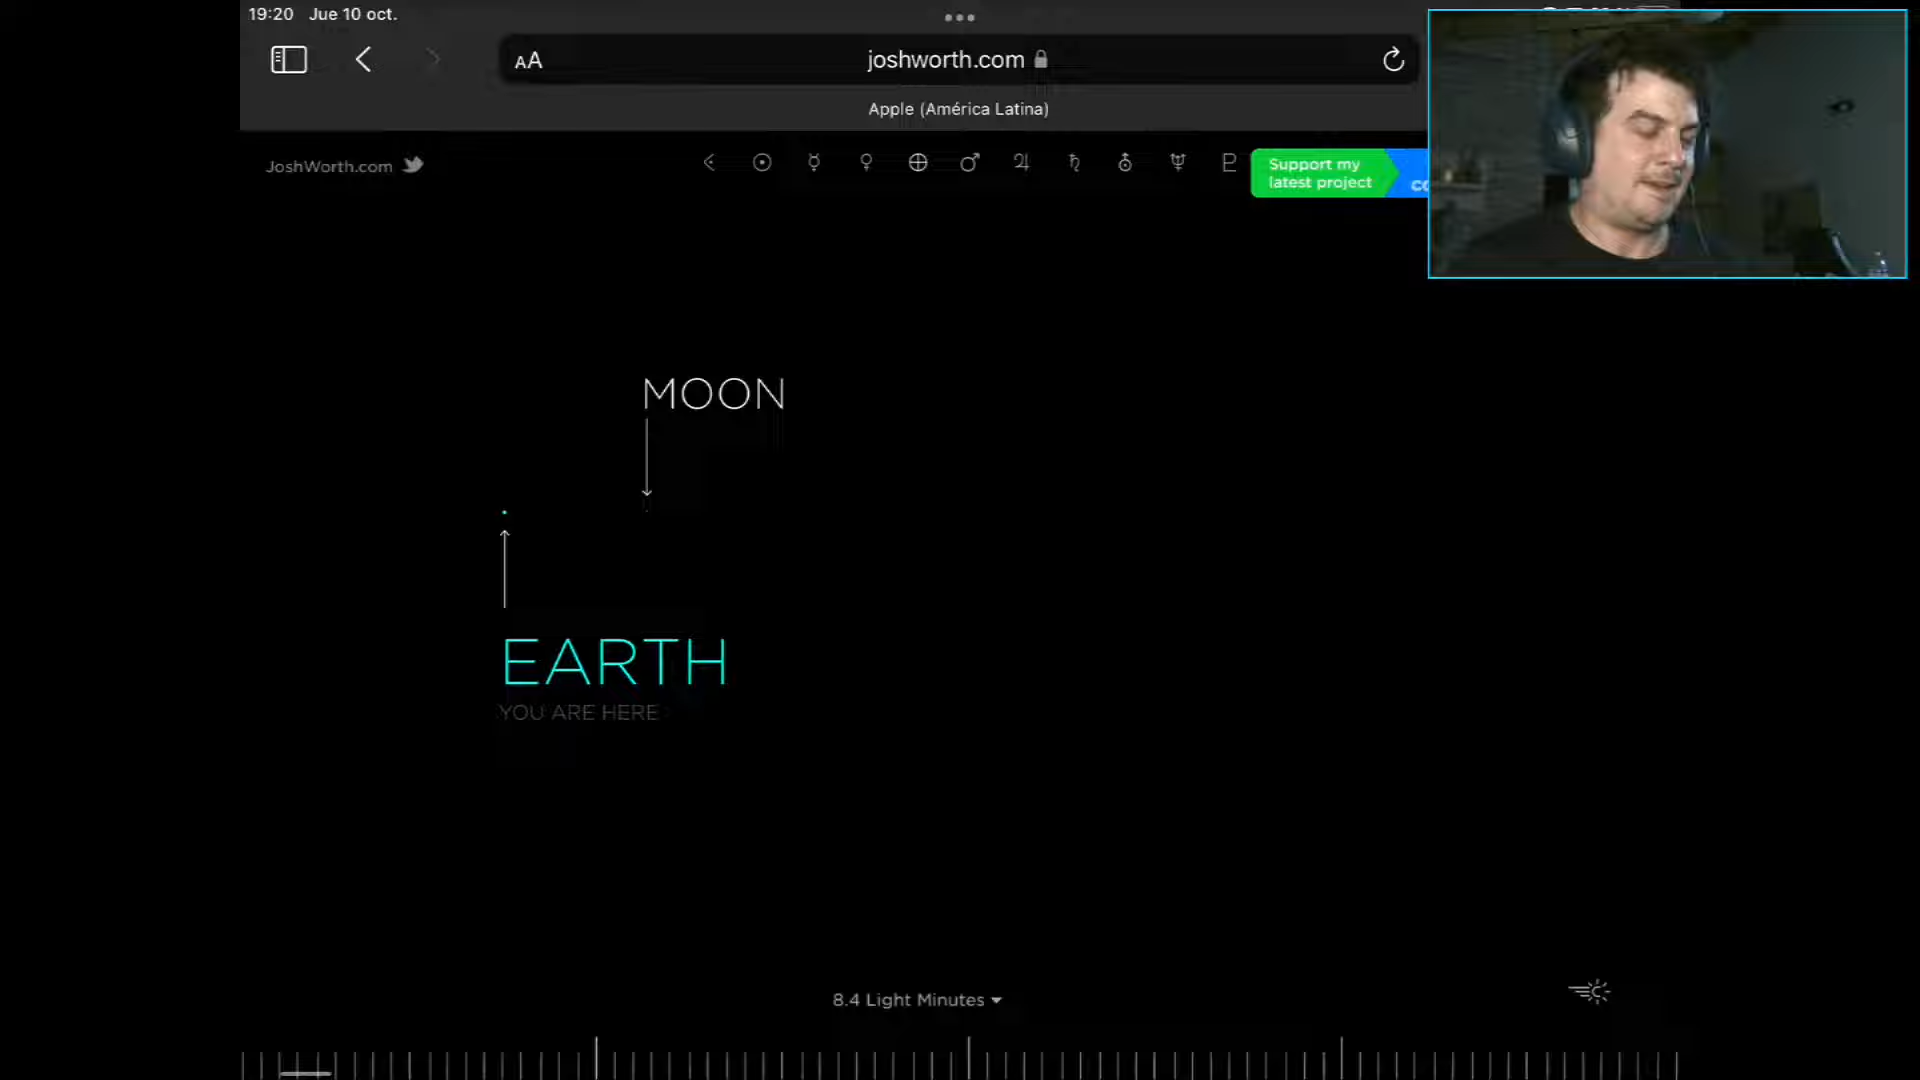 19:20 Jue 10 oct.
AA
joshworth.com
Apple (América Latina)
JoshWorth.com
Support my
latest project
MOON
EARTH
YOU ARE HERE
8.4 Light Minutes